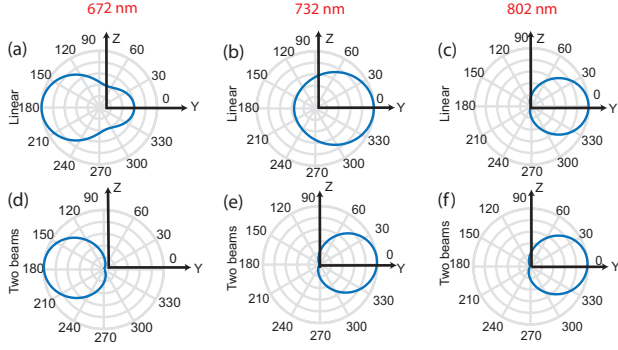 672 nm 732 nm 802 nm
(a) 90 Z (b) 90 Z (c) 90 Z
120 60 120 60 120 60
150 30 150 30 150 30
Linear 180 0 Y Linear 180 0 Y Linear 180 0 Y
210 330 210 330 210 330
240 300 240 300 240 300
270 270 270
(d) 90 Z (e) 90 Z (f) 90 Z
120 60 120 60 120 60
150 30 150 30 150 30
Two beams 180 0 Y Two beams 180 0 Y Two beams 180 0 Y
210 330 210 330 210 330
240 300 240 300 240 300
270 270 270